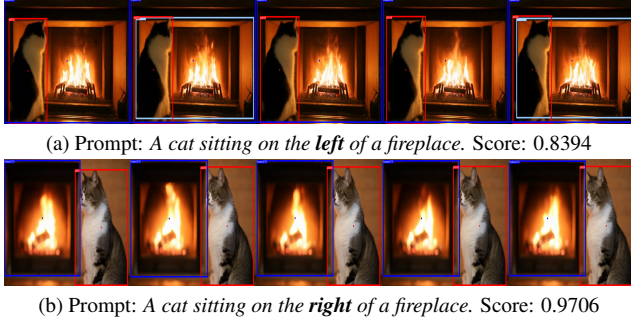 (a) Prompt: A cat sitting on the left of a fireplace. Score: 0.8394
(b) Prompt: A cat sitting on the right of a fireplace. Score: 0.9706